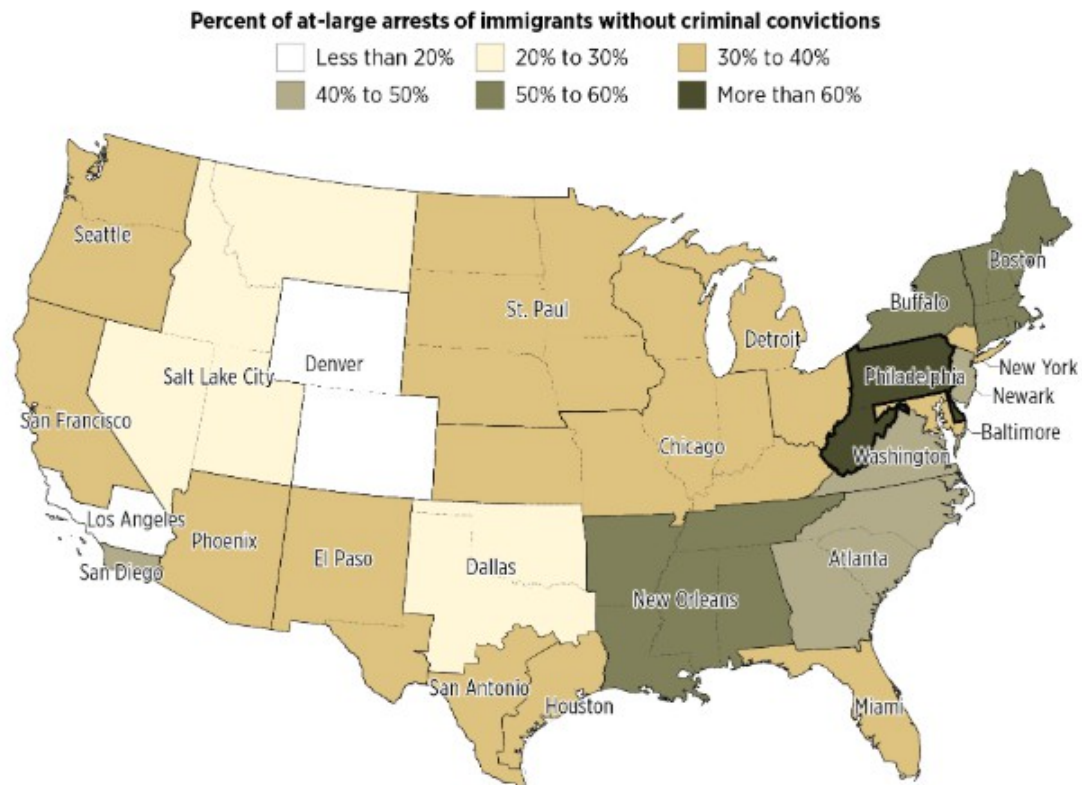 Percent of at-large arrests of immigrants without criminal convictions
Less than 20% 20% to 30% 30% to 40%
40% to 50% 50% to 60% More than 60%
Seattle
Boston
Buffalo
St. Paul
Detroit
Denver
New York
Salt Lake City
Philadelphia
Newark
San Francisco
Baltimore
Chicago
Washington
Los Angeles
Phoenix
El Paso
Atlanta
Dallas
San Diego
New Orleans
San Antonio
Houston
Miami